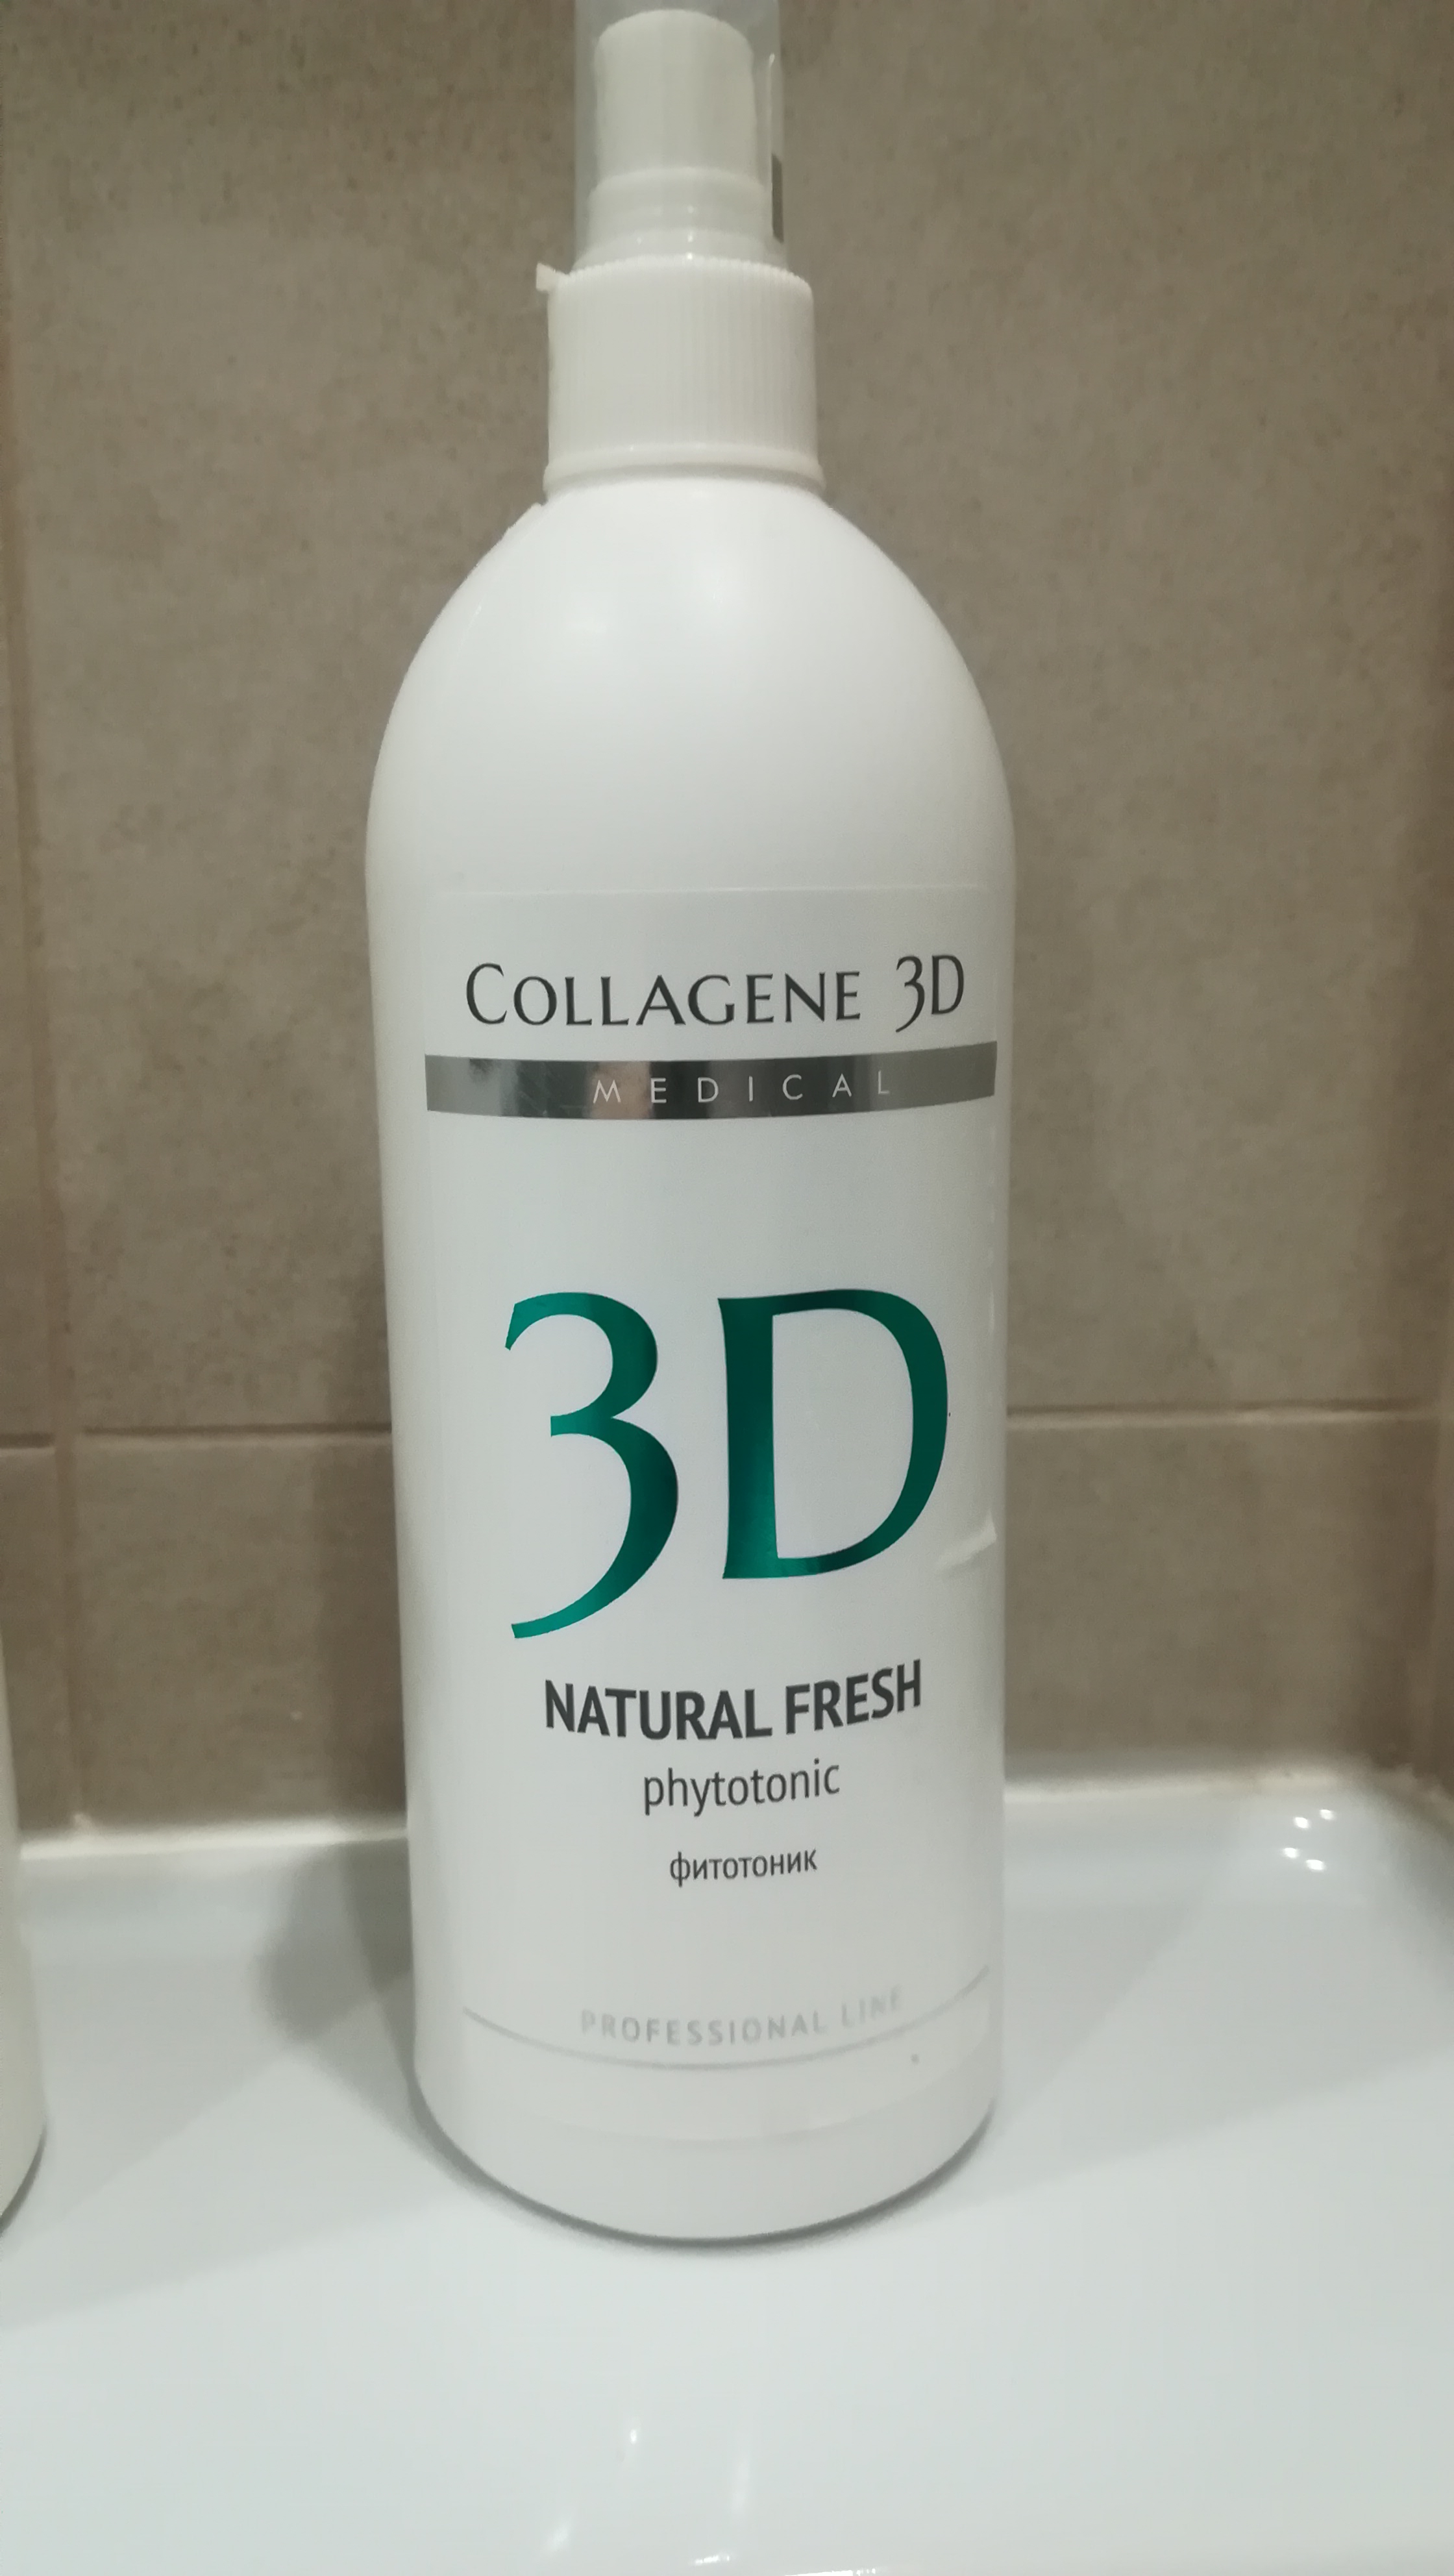 COLLAGENE 3D
MEDICAL
3D
NATURAL FRESH
phytotonic
фитотоник
PROFESSIONAL LINE